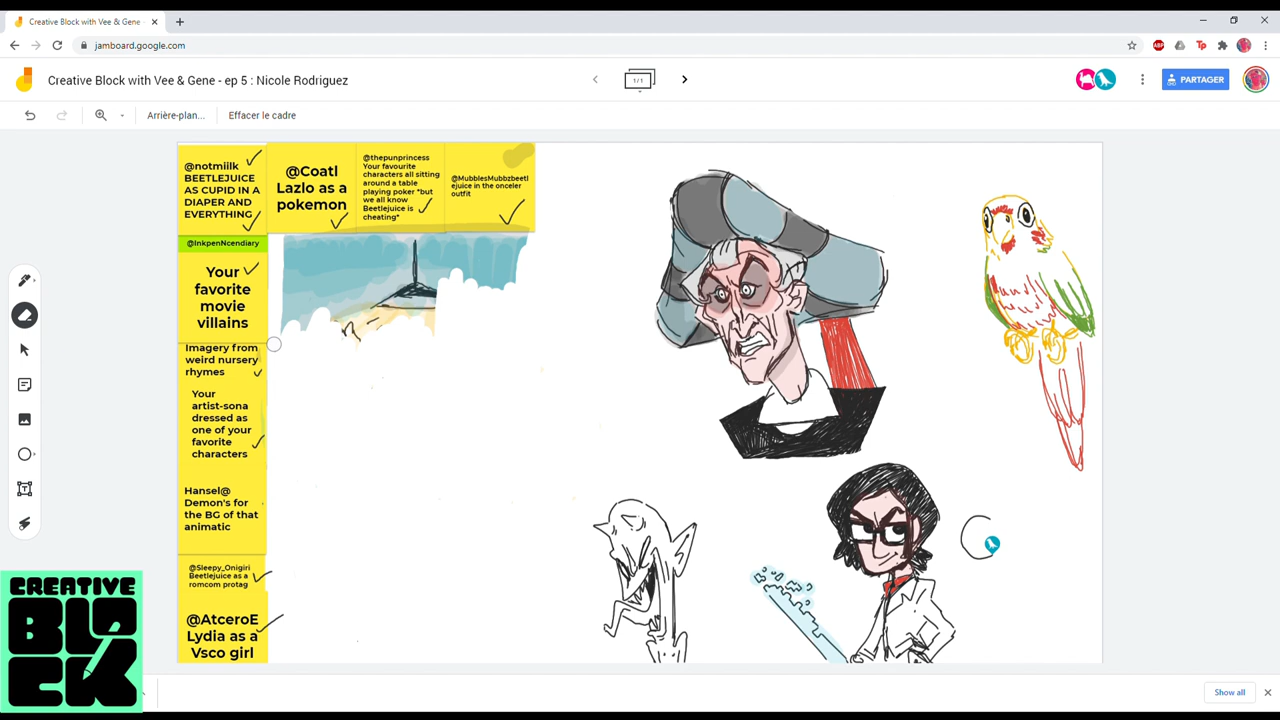 Creative Block with Vee & Gene -
jamboard.google.com
ABP
Tp
Creative Block with Vee & Gene - ep 5 : Nicole Rodriguez
1/1
PARTAGER
Arrière-plan...
Effacer le cadre
@notmiilk
BEETLEJUICE
AS CUPID IN A
DIAPER AND
EVERYTHING
@Coatl
Lazlo as a
pokemon
@thepunprincess
Your favourite
characters all sitting
around a table
playing poker *but
we all know
Beetlejuice is
cheating*
@MubblesMubbzbeetl
ejuice in the onceler
outfit
@InkpenNcendiary
Your
favorite
movie
villains
Imagery from
weird nursery
rhymes
Your
artist-sona
dressed as
one of your
favorite
characters
Hansel@
Demon's for
the BG of that
animatic
@Sleepy_Onigiri
Beetlejuice as a
romcom protag
@AtceroE
Lydia as a
Vsco girl
CREATIVE
BLOCK
Show all